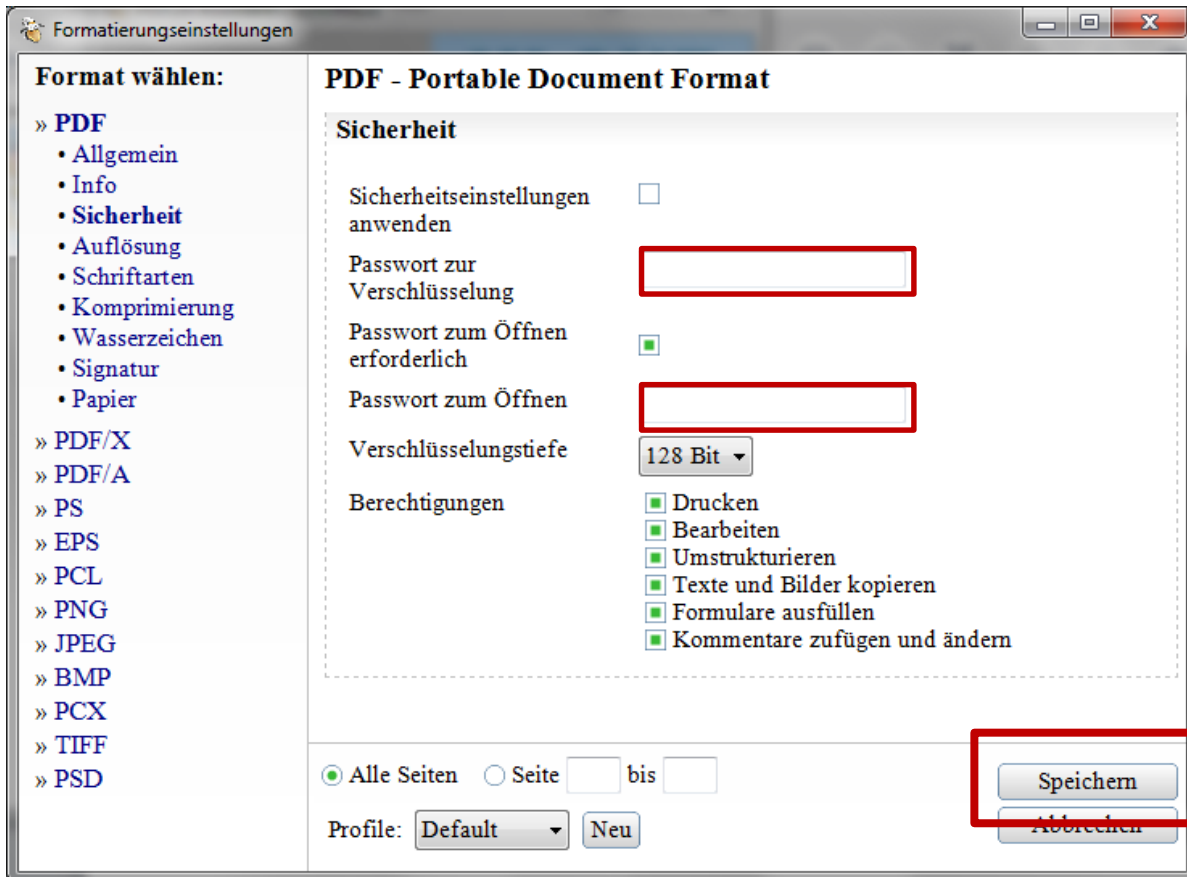 Formatierungseinstellungen
Format wählen:
» PDF
• Allgemein
• Info
• Sicherheit
• Auflösung
• Schriftarten
• Komprimierung
• Wasserzeichen
• Signatur
• Papier
» PDF/X
» PDF/A
» PS
» EPS
» PCL
» PNG
» JPEG
» BMP
» PCX
» TIFF
» PSD
PDF - Portable Document Format
Sicherheit
Sicherheitseinstellungen
anwenden
Passwort zur
Verschlüsselung
Passwort zum Öffnen
erforderlich
Passwort zum Öffnen
Verschlüsselungstiefe
128 Bit
Berechtigungen
Drucken
Bearbeiten
Umstrukturieren
Texte und Bilder kopieren
Formulare ausfüllen
Kommentare zufügen und ändern
Alle Seiten Seite bis
Profile: Default Neu
Speichern
Abbrechen